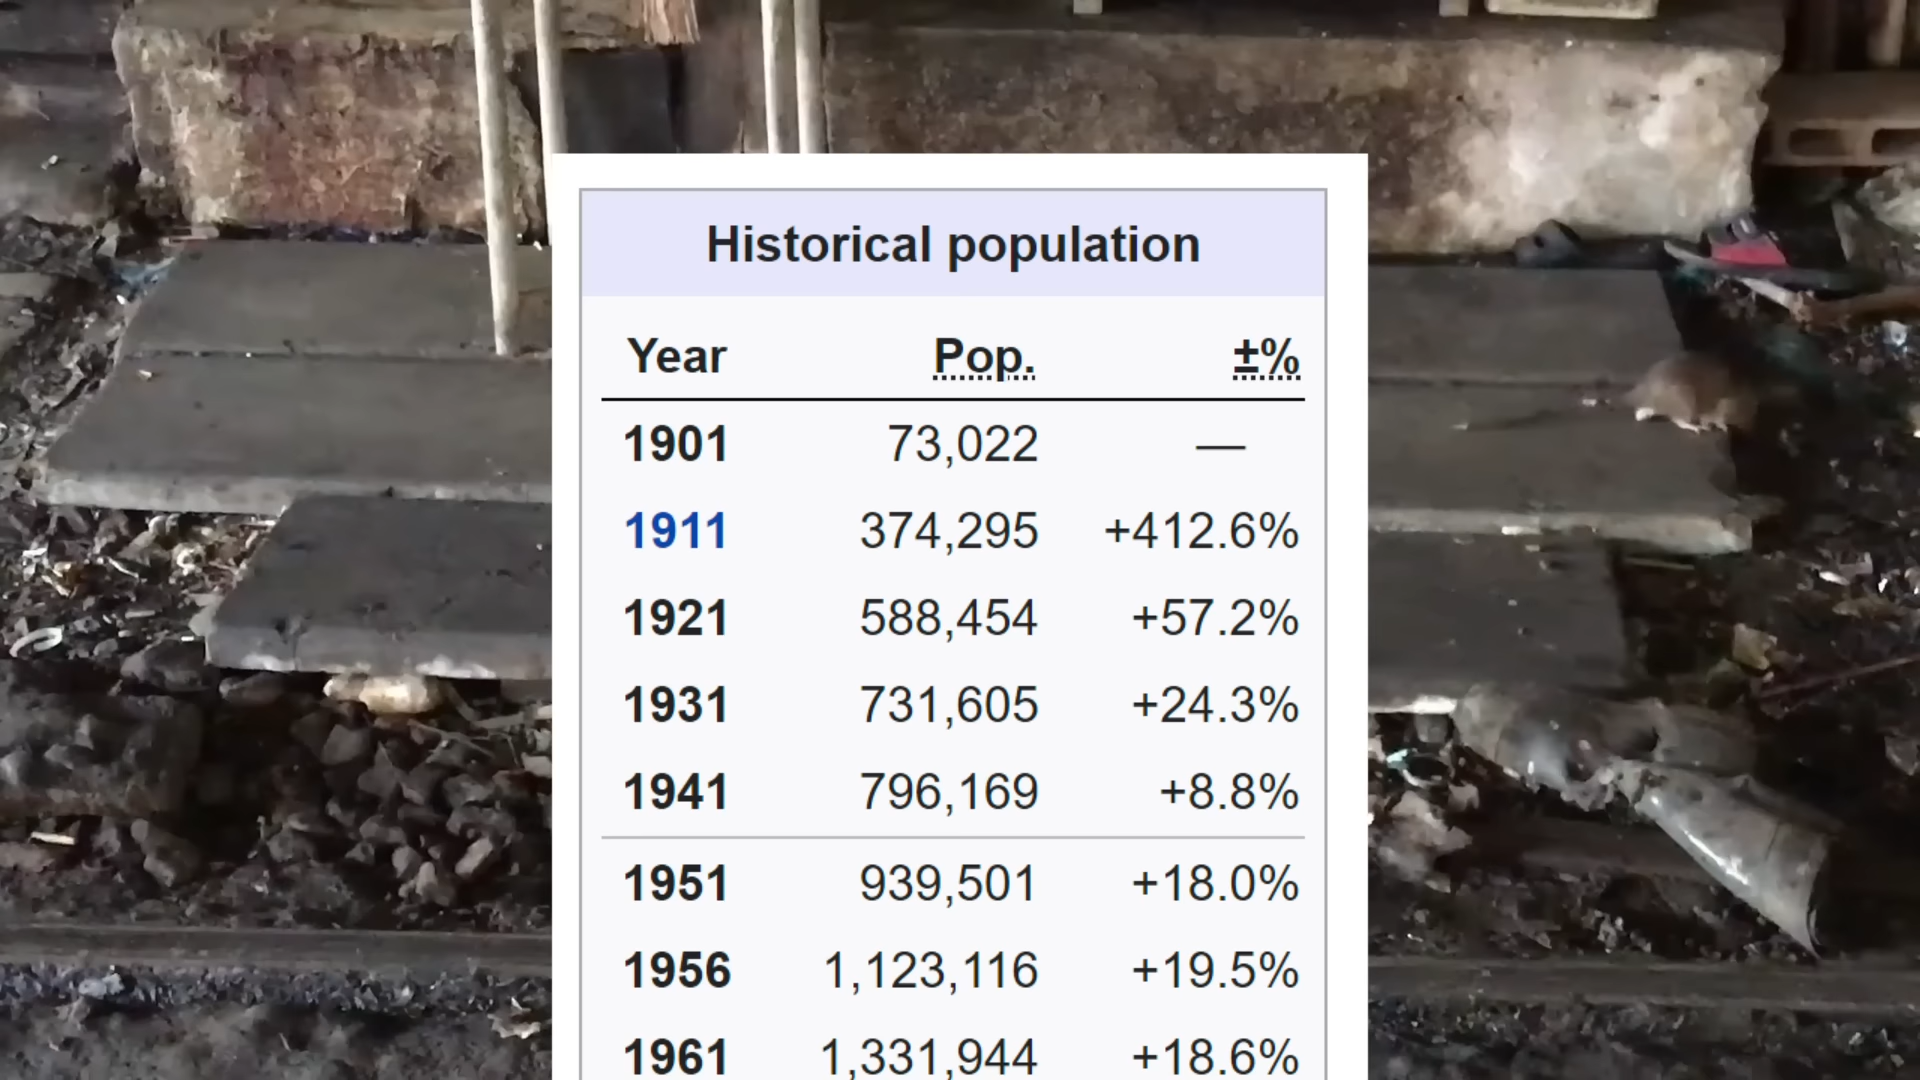 Historical population
Year Pop. ±%
1901 73,022 —
1911 374,295 +412.6%
1921 588,454 +57.2%
1931 731,605 +24.3%
1941 796,169 +8.8%
1951 939,501 +18.0%
1956 1,123,116 +19.5%
1961 1,331,944 +18.6%